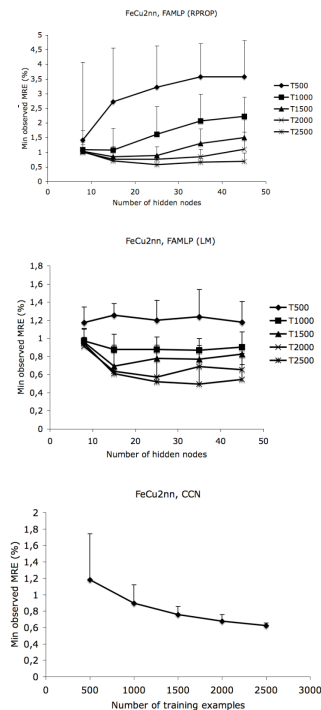 FeCu2nn, FAMLP (RPROP)
Min observed MRE (%)
5
4,5
4
3,5
3
2,5
2
1,5
1
0,5
0
0 10 20 30 40 50
Number of hidden nodes
T500
T1000
T1500
T2000
T2500
FeCu2nn, FAMLP (LM)
Min observed MRE (%)
1,8
1,6
1,4
1,2
1
0,8
0,6
0,4
0,2
0
0 10 20 30 40 50
Number of hidden nodes
T500
T1000
T1500
T2000
T2500
FeCu2nn, CCN
Min observed MRE (%)
2
1,8
1,6
1,4
1,2
1
0,8
0,6
0,4
0,2
0
0 500 1000 1500 2000 2500 3000
Number of training examples